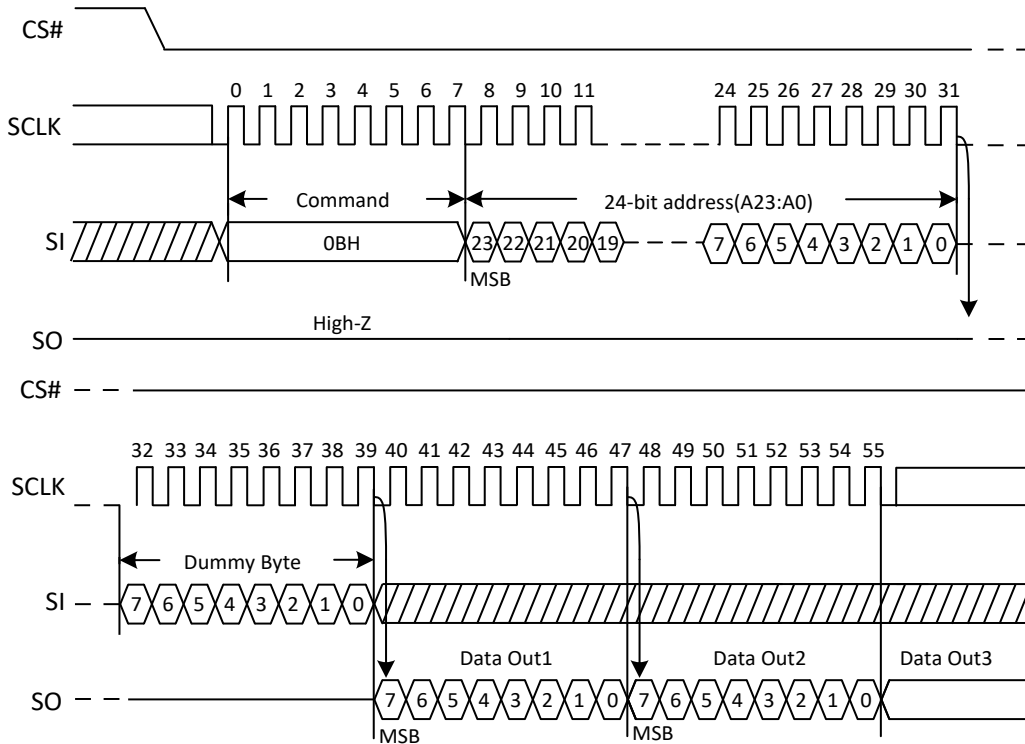 CS#
0 1 2 3 4 5 6 7 8 9 10 11 24 25 26 27 28 29 30 31
SCLK
Command 24-bit address(A23:A0)
SI 0BH 23 22 21 20 19 7 6 5 4 3 2 1 0
MSB
High-Z
SO
CS#
32 33 34 35 36 37 38 39 40 41 42 43 44 45 46 47 48 49 50 51 52 53 54 55
SCLK
Dummy Byte
SI 7 6 5 4 3 2 1 0
Data Out1 Data Out2 Data Out3
SO 7 6 5 4 3 2 1 0 7 6 5 4 3 2 1 0
MSB MSB